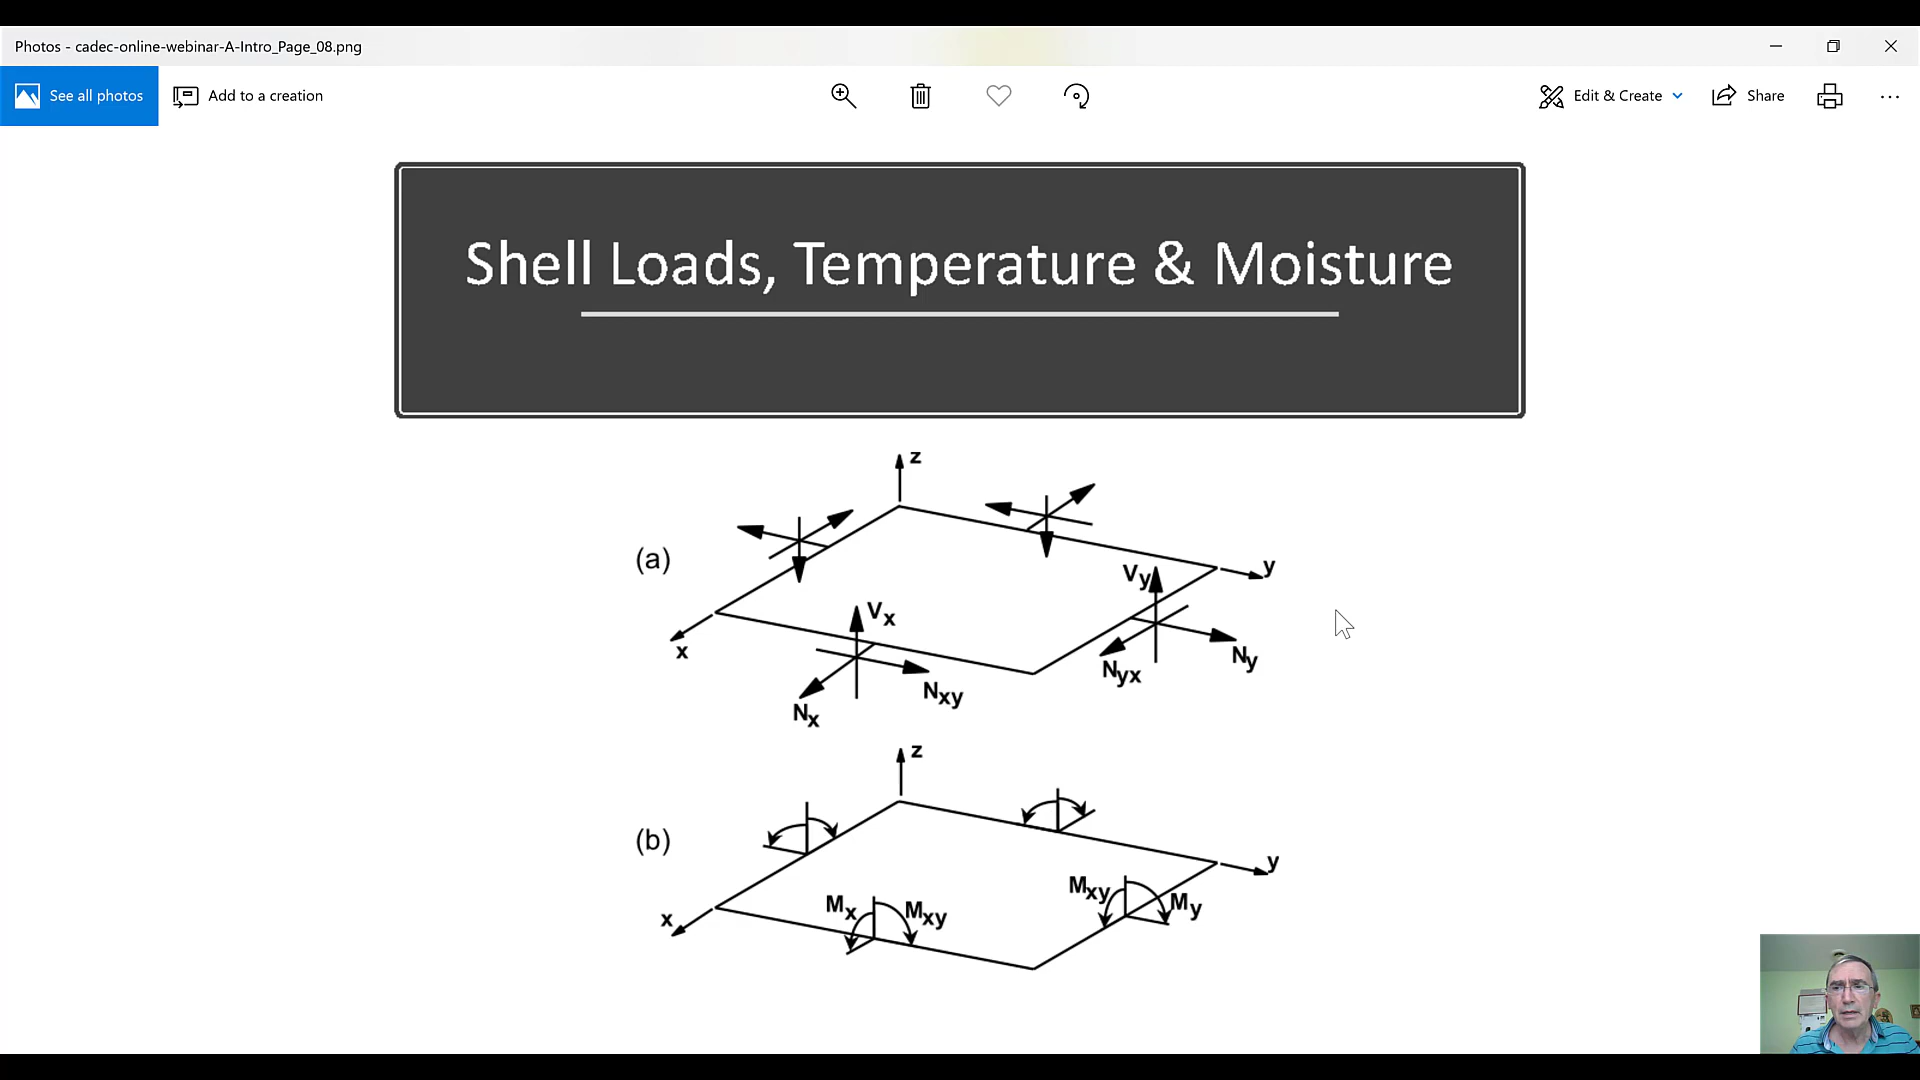 Photos - cadec-online-webinar-A-Intro_Page_08.png
See all photos
Add to a creation
Edit & Create
Share
Shell Loads, Temperature & Moisture
z
(a)
y
Vy
Vx
x
Ny
Nyx
Nxy
Nx
z
(b)
y
Mxy
My
Mx
Mxy
x